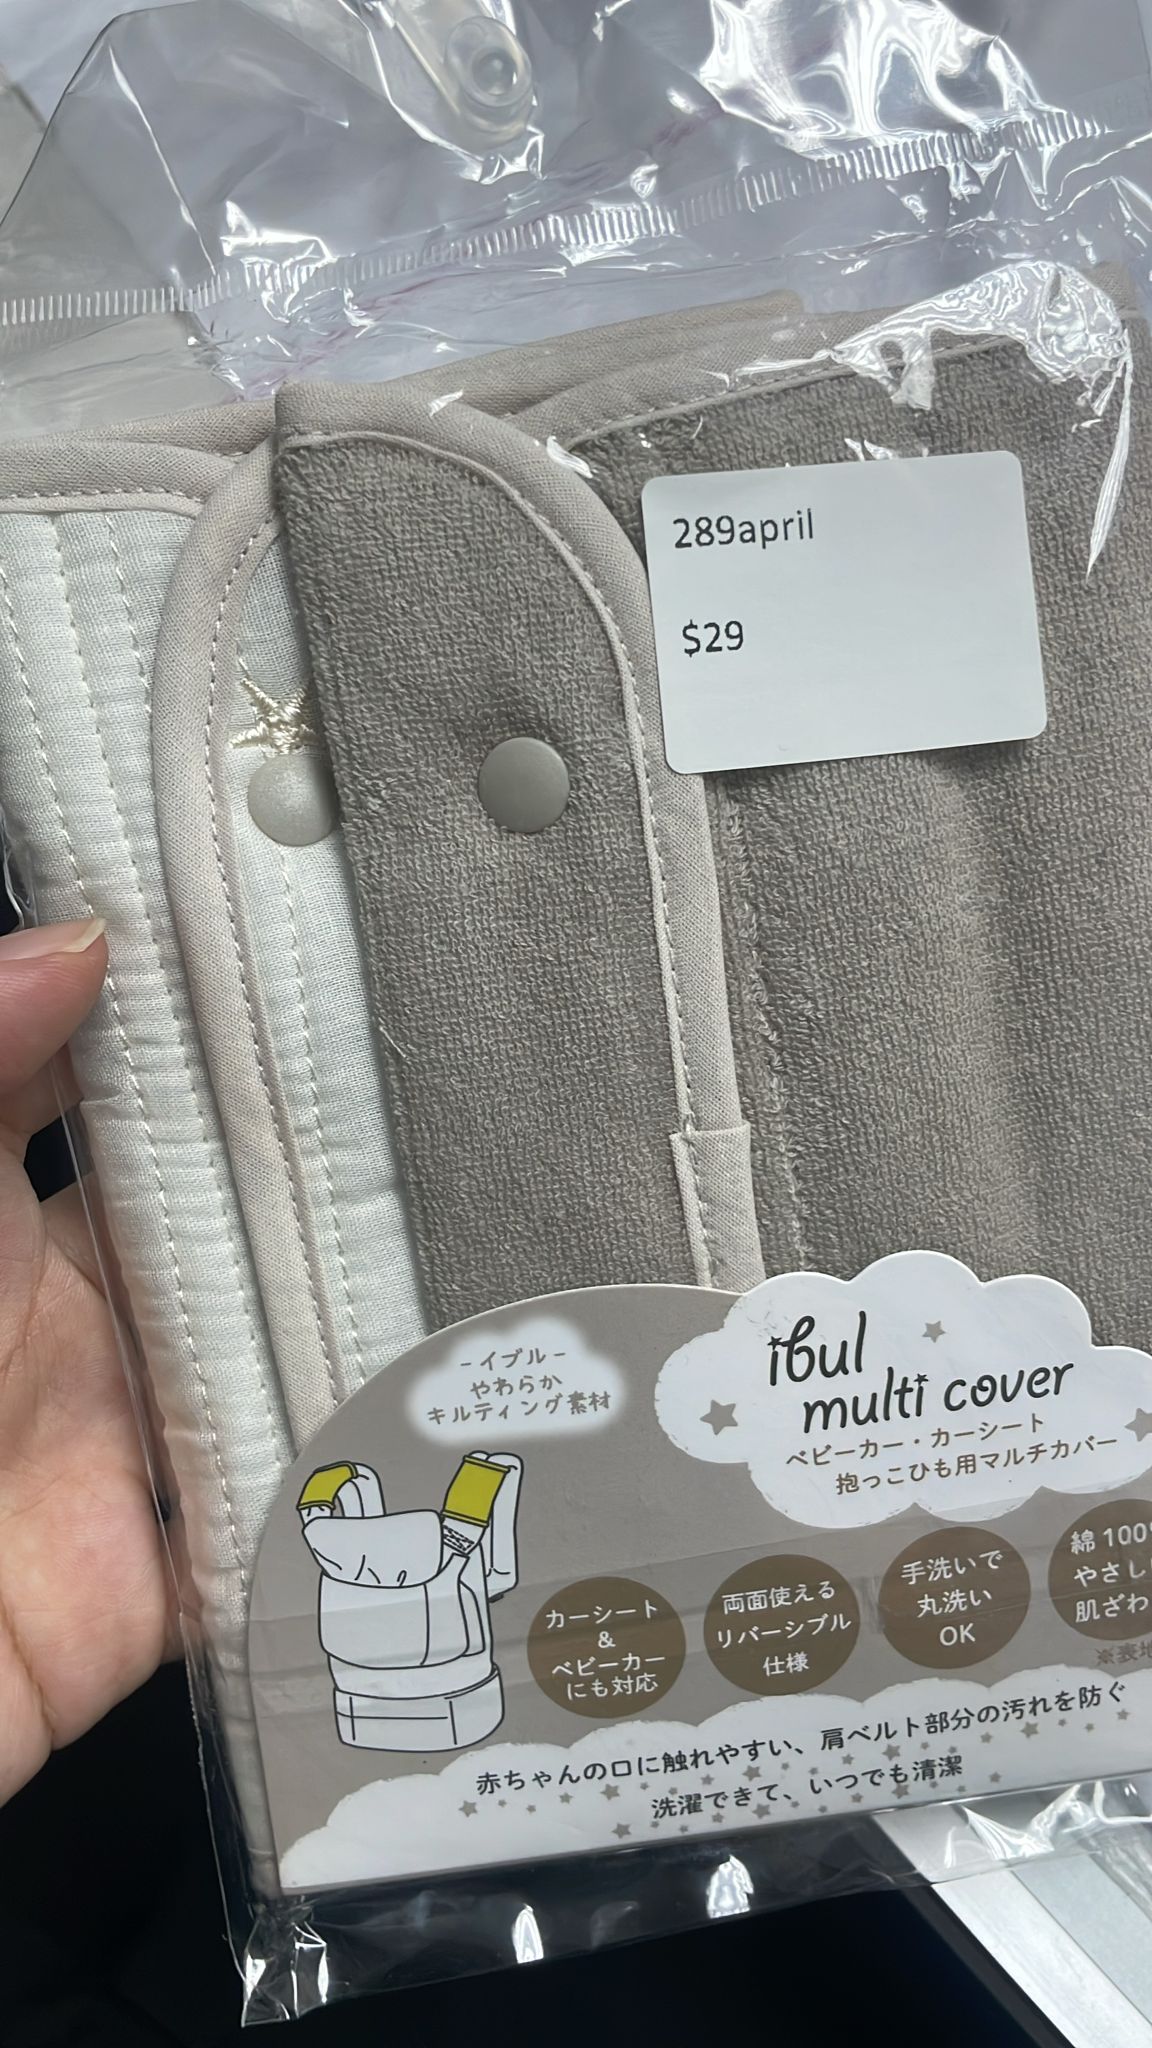 289april
$29
-イブル-
やわらか
キルティング素材
ibul
multi cover
ベビーカー・カーシート
抱っこひも用マルチカバー
カーシート
&
ベビーカー
にも対応
両面使える
リバーシブル
仕様
手洗いで
丸洗い
OK
綿100%
やさし
肌ざわ
※表地
赤ちゃんの口に触れやすい、肩ベルト部分の汚れを防ぐ
洗濯できて、いつでも清潔